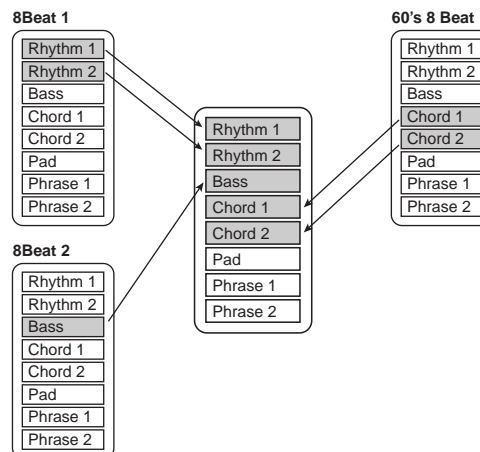 8Beat 1
Rhythm 1
Rhythm 2
Bass
Chord 1
Chord 2
Pad
Phrase 1
Phrase 2
8Beat 2
Rhythm 1
Rhythm 2
Bass
Chord 1
Chord 2
Pad
Phrase 1
Phrase 2
Rhythm 1
Rhythm 2
Bass
Chord 1
Chord 2
Pad
Phrase 1
Phrase 2
60's 8 Beat
Rhythm 1
Rhythm 2
Bass
Chord 1
Chord 2
Pad
Phrase 1
Phrase 2